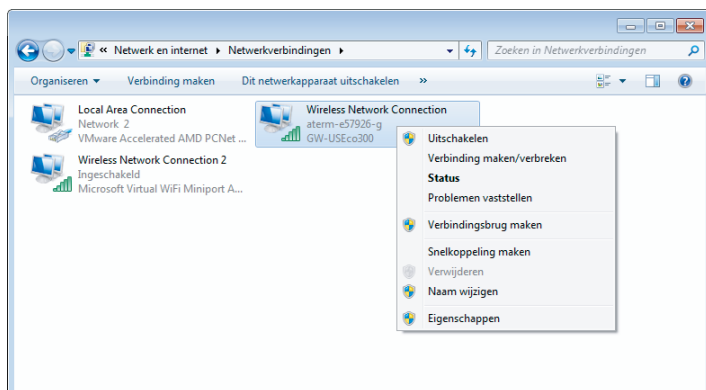 « Netwerk en internet ▸ Netwerkverbindingen ▸
Zoeken in Netwerkverbindingen
Organiseren ▼ Verbinding maken Dit netwerkapparaat uitschakelen »
Local Area Connection
Network 2
VMware Accelerated AMD PCNet ...
Wireless Network Connection
aterm-e57926-g
GW-USEco300
Wireless Network Connection 2
Ingeschakeld
Microsoft Virtual WiFi Miniport A...
Uitschakelen
Verbinding maken/verbreken
Status
Problemen vaststellen
Verbindingsbrug maken
Snelkoppeling maken
Verwijderen
Naam wijzigen
Eigenschappen